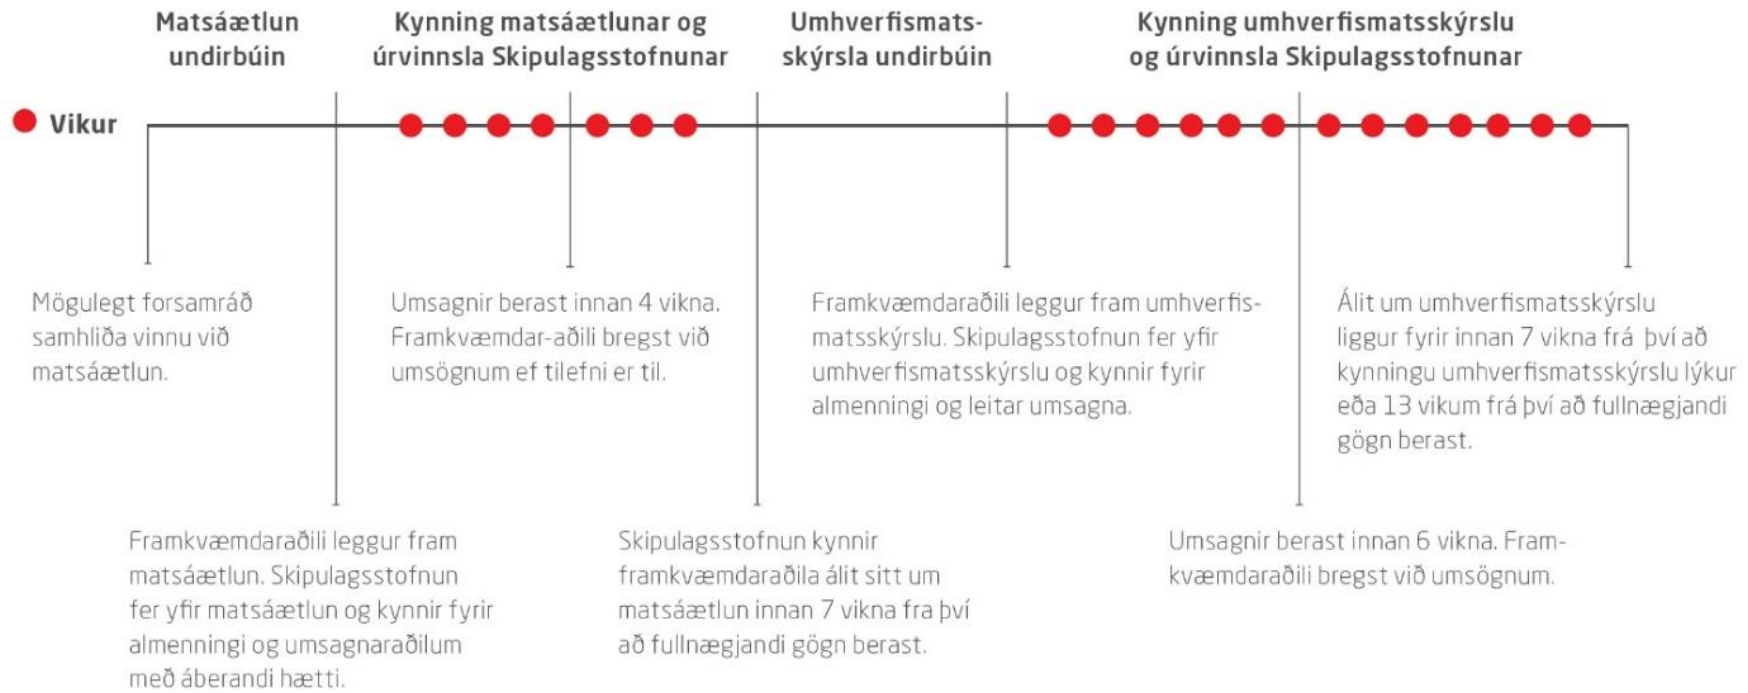 Matsáætlun
undirbúin
Kynning matsáætlunar og
úrvinnsla Skipulagsstofnunar
Umhverfismats-
skýrsla undirbúin
Kynning umhverfismatsskýrslu
og úrvinnsla Skipulagsstofnunar
Vikur
Mögulegt forsamráð
samhliða vinnu við
matsáætlun.
Umsagnir berast innan 4 vikna.
Framkvæmdar-aðili bregst við
umsögnum ef tilefni er til.
Framkvæmdaraðili leggur fram umhverfis-
matsskýrslu. Skipulagsstofnun fer yfir
umhverfismatsskýrslu og kynnir fyrir
almenningi og leitar umsagna.
Álit um umhverfismatsskýrslu
liggur fyrir innan 7 vikna frá því að
kynningu umhverfismatsskýrslu lýkur
eða 13 vikum frá því að fullnægjandi
gögn berast.
Framkvæmdaraðili leggur fram
matsáætlun. Skipulagsstofnun
fer yfir matsáætlun og kynnir fyrir
almenningi og umsagnaraðilum
með áberandi hætti.
Skipulagsstofnun kynnir
framkvæmdaraðila álit sitt um
matsáætlun innan 7 vikna fra því
að fullnægjandi gögn berast.
Umsagnir berast innan 6 vikna. Fram-
kvæmdaraðili bregst við umsögnum.